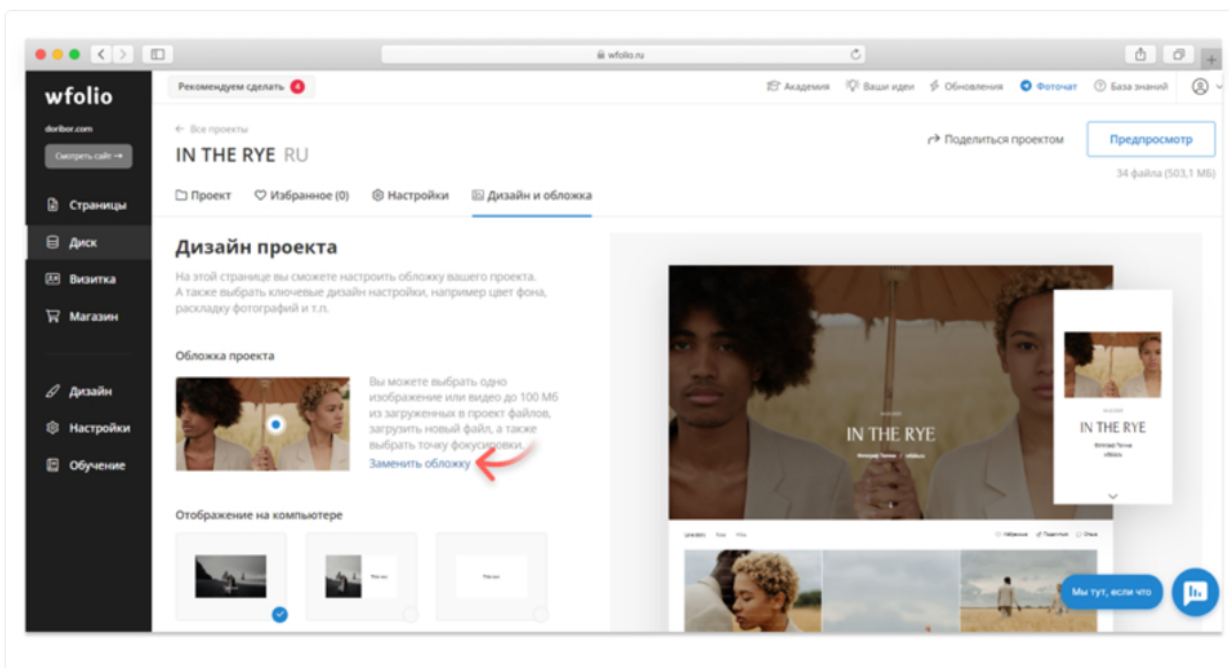 wfolio.ru
wfolio
Рекомендуем сделать 4
Академия
Ваши идеи
Обновления
Фоточат
База знаний
doribor.com
Смотреть сайт →
← Все проекты
IN THE RYE RU
Поделиться проектом
Предпросмотр
34 файла (503,1 МБ)
Страницы
Диск
Визитка
Магазин
Дизайн
Настройки
Обучение
Проект
Избранное (0)
Настройки
Дизайн и обложка
Дизайн проекта
На этой странице вы сможете настроить обложку вашего проекта.
А также выбрать ключевые дизайн настройки, например цвет фона,
раскладку фотографий и т.п.
Обложка проекта
Вы можете выбрать одно
изображение или видео до 100 Мб
из загруженных в проект файлов,
загрузить новый файл, а также
выбрать точку фокусировки.
Заменить обложку
Отображение на компьютере
IN THE RYE
IN THE RYE
Избранное
Поделиться
Мы тут, если что